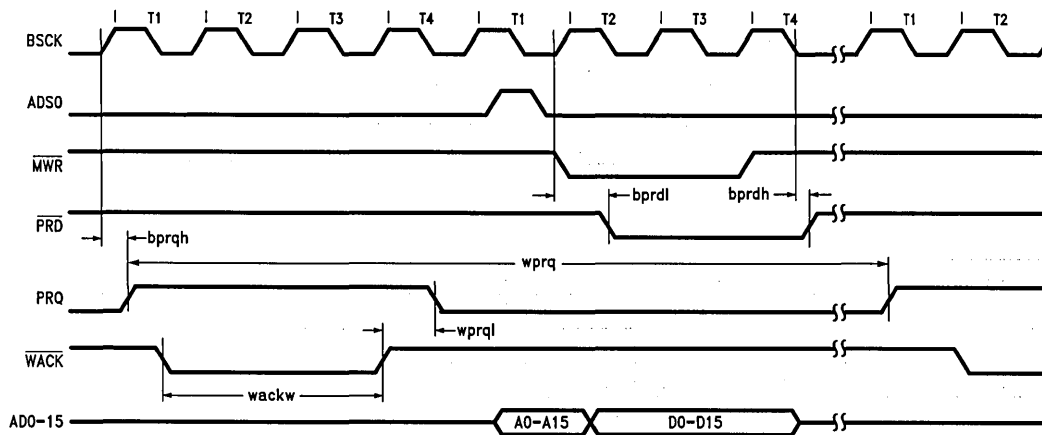 T1 T2 T3 T4 T1 T2 T3 T4 T1 T2
BSCK
ADS0
MWR
bprdl bprdh
PRD
bprqh
wprq
PRQ
wprql
WACK
wackw
AD0-15 A0-A15 D0-D15